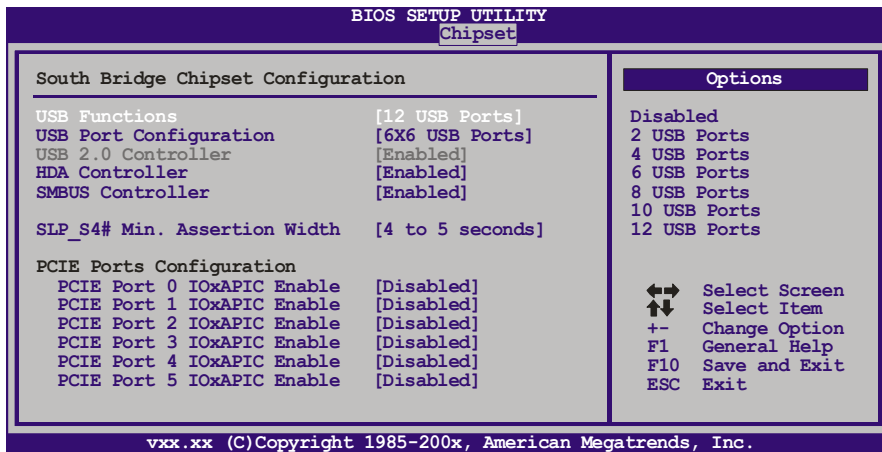 BIOS SETUP UTILITY
Chipset
South Bridge Chipset Configuration
USB Functions [12 USB Ports]
USB Port Configuration [6X6 USB Ports]
USB 2.0 Controller [Enabled]
HDA Controller [Enabled]
SMBUS Controller [Enabled]
SLP_S4# Min. Assertion Width [4 to 5 seconds]
PCIE Ports Configuration
PCIE Port 0 IOxAPIC Enable [Disabled]
PCIE Port 1 IOxAPIC Enable [Disabled]
PCIE Port 2 IOxAPIC Enable [Disabled]
PCIE Port 3 IOxAPIC Enable [Disabled]
PCIE Port 4 IOxAPIC Enable [Disabled]
PCIE Port 5 IOxAPIC Enable [Disabled]
Options
Disabled
2 USB Ports
4 USB Ports
6 USB Ports
8 USB Ports
10 USB Ports
12 USB Ports
Select Screen
Select Item
+- Change Option
F1 General Help
F10 Save and Exit
ESC Exit
vxx.xx (C)Copyright 1985-200x, American Megatrends, Inc.